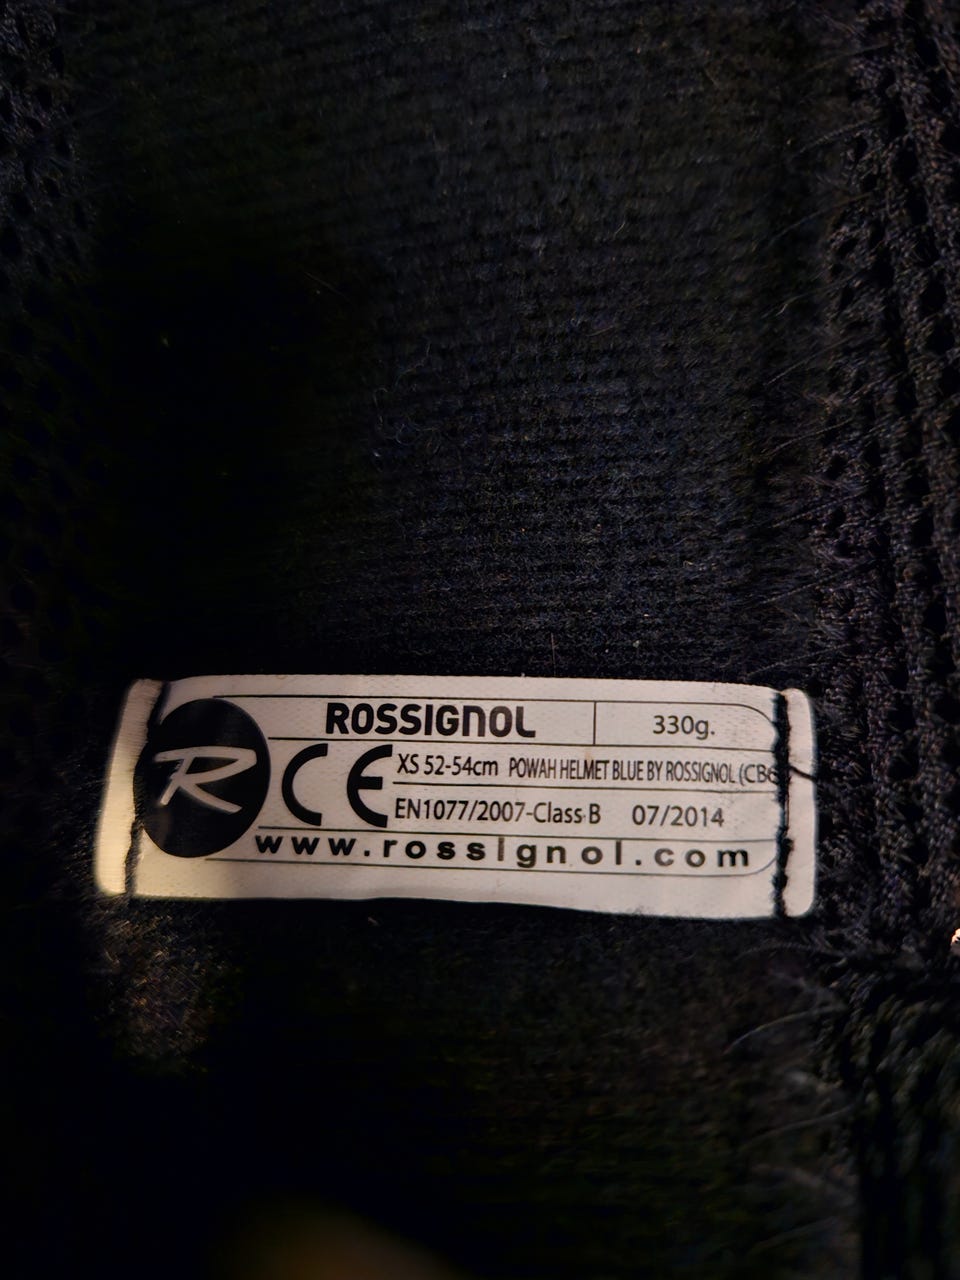 ROSSIGNOL 330g.
R CE XS 52-54cm POWAH HELMET BLUE BY ROSSIGNOL (CB
EN1077/2007-Class B 07/2014
www.rossignol.com